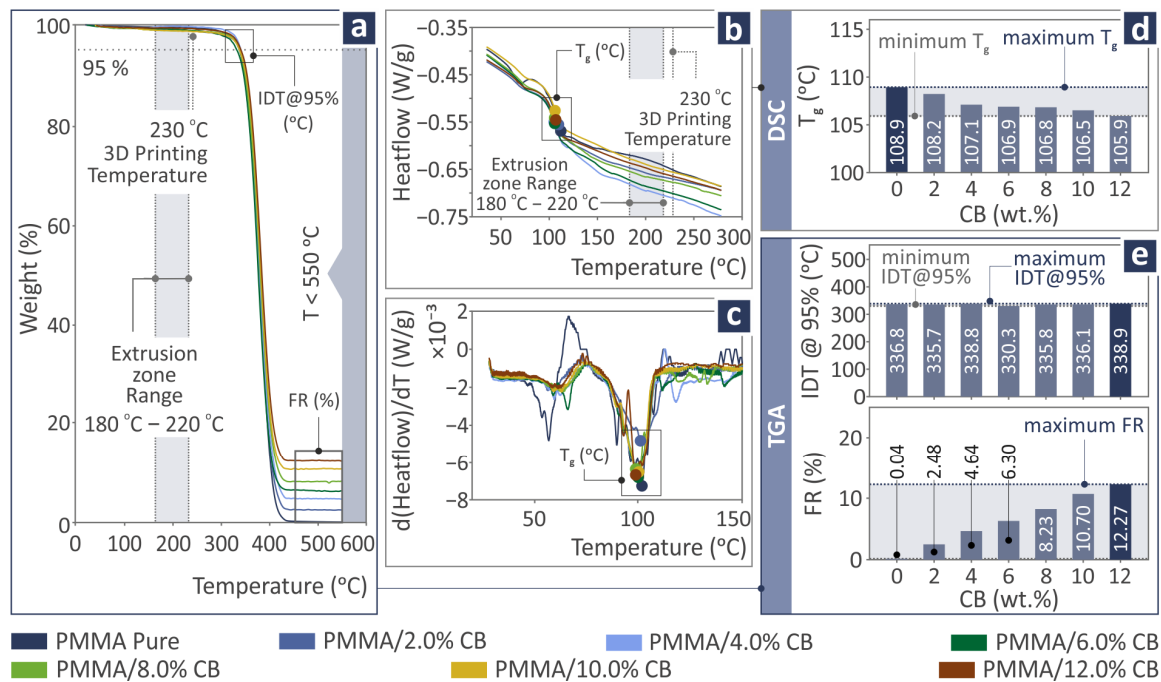 a
100
80
60
40
20
0
Weight (%)
95 %
IDT@95%
(°C)
230 °C
3D Printing
Temperature
T < 550 °C
Extrusion
zone
Range
180 °C – 220 °C
FR (%)
0 100 200 300 400 500 600
Temperature (°C)
b
−0.35
−0.45
−0.55
−0.65
−0.75
Heatflow (W/g)
Tg (°C)
230 °C
3D Printing
Temperature
Extrusion
zone Range
180 °C – 220 °C
50 100 150 200 250 300
Temperature (°C)
c
×10⁻³
2
0
−2
−4
−6
−8
d(Heatflow)/dT (W/g)
Tg (°C)
50 100 150
Temperature (°C)
DSC
d
minimum Tg
maximum Tg
115
110
105
100
Tg (°C)
108.9 108.2 107.1 106.9 106.8 106.5 105.9
0 2 4 6 8 10 12
CB (wt.%)
TGA
e
minimum
IDT@95%
maximum
IDT@95%
500
400
300
200
100
0
IDT @ 95% (°C)
336.8 335.7 338.8 330.3 335.8 336.1 338.9
maximum FR
20
10
0
FR (%)
0.04 2.48 4.64 6.30 8.23 10.70 12.27
0 2 4 6 8 10 12
CB (wt.%)
PMMA Pure PMMA/2.0% CB PMMA/4.0% CB PMMA/6.0% CB
PMMA/8.0% CB PMMA/10.0% CB PMMA/12.0% CB